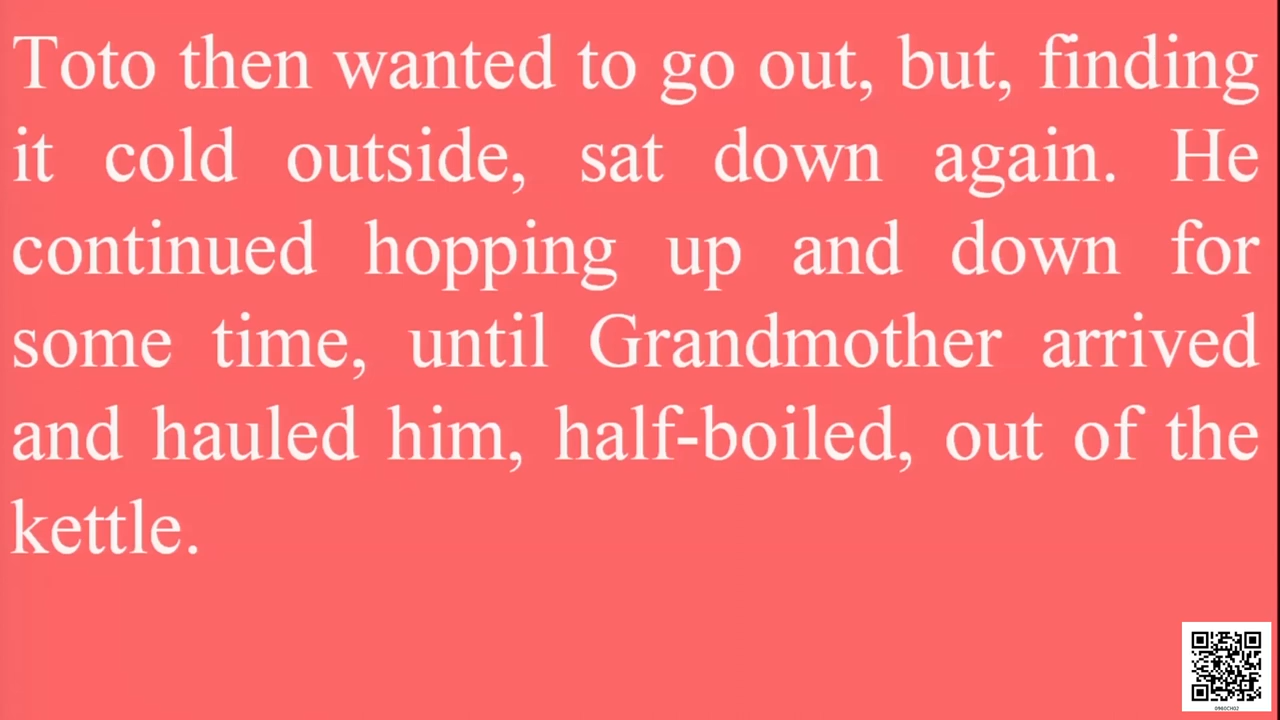 Toto then wanted to go out, but, finding
it cold outside, sat down again. He
continued hopping up and down for
some time, until Grandmother arrived
and hauled him, half-boiled, out of the
kettle.
0960CH02